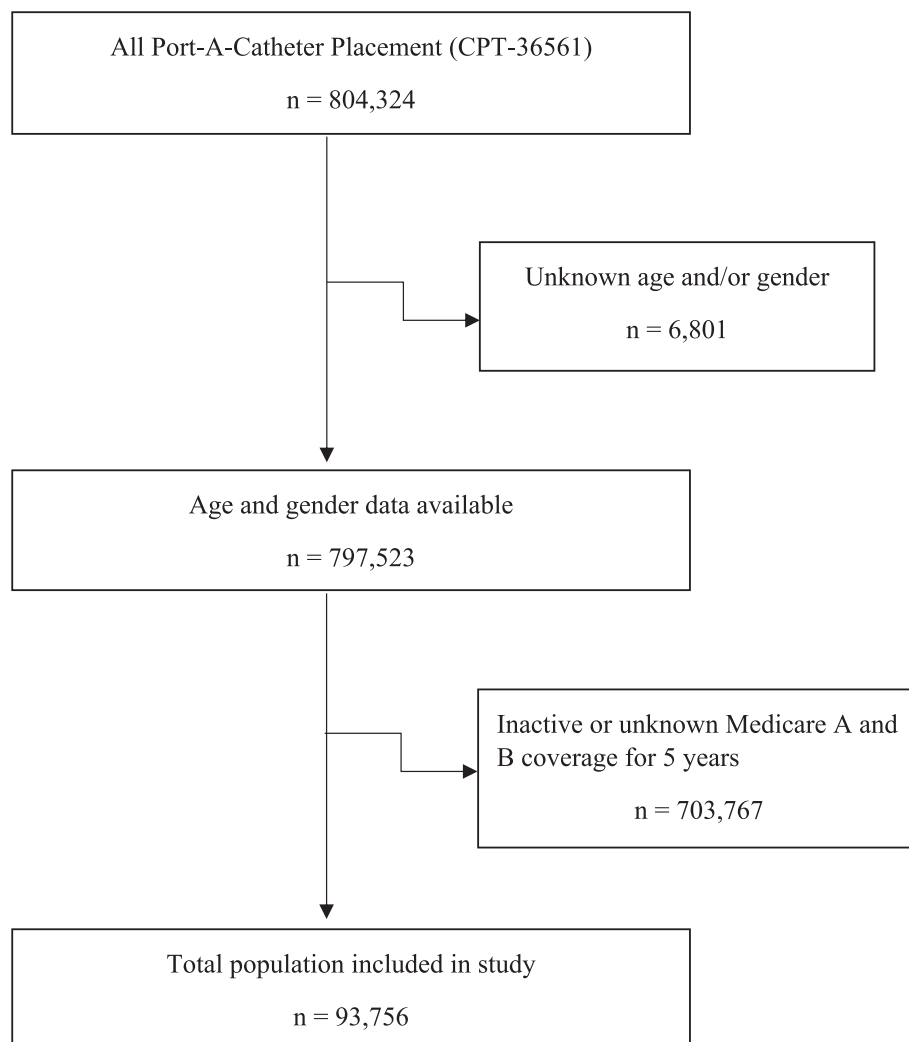 All Port-A-Catheter Placement (CPT-36561)
n = 804,324
Unknown age and/or gender
n = 6,801
Age and gender data available
n = 797,523
Inactive or unknown Medicare A and
B coverage for 5 years
n = 703,767
Total population included in study
n = 93,756